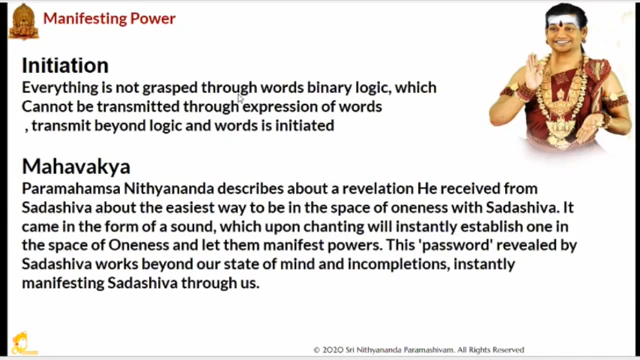 Manifesting Power
Initiation
Everything is not grasped through words binary logic, which
Cannot be transmitted through expression of words
, transmit beyond logic and words is initiated
Mahavakya
Paramahamsa Nithyananda describes about a revelation He received from
Sadashiva about the easiest way to be in the space of oneness with Sadashiva. It
came in the form of a sound, which upon chanting will instantly establish one in
the space of Oneness and let them manifest powers. This 'password' revealed by
Sadashiva works beyond our state of mind and incompletions, instantly
manifesting Sadashiva through us.
© 2020 Sri Nithyananda Paramashivam. All Rights Reserved